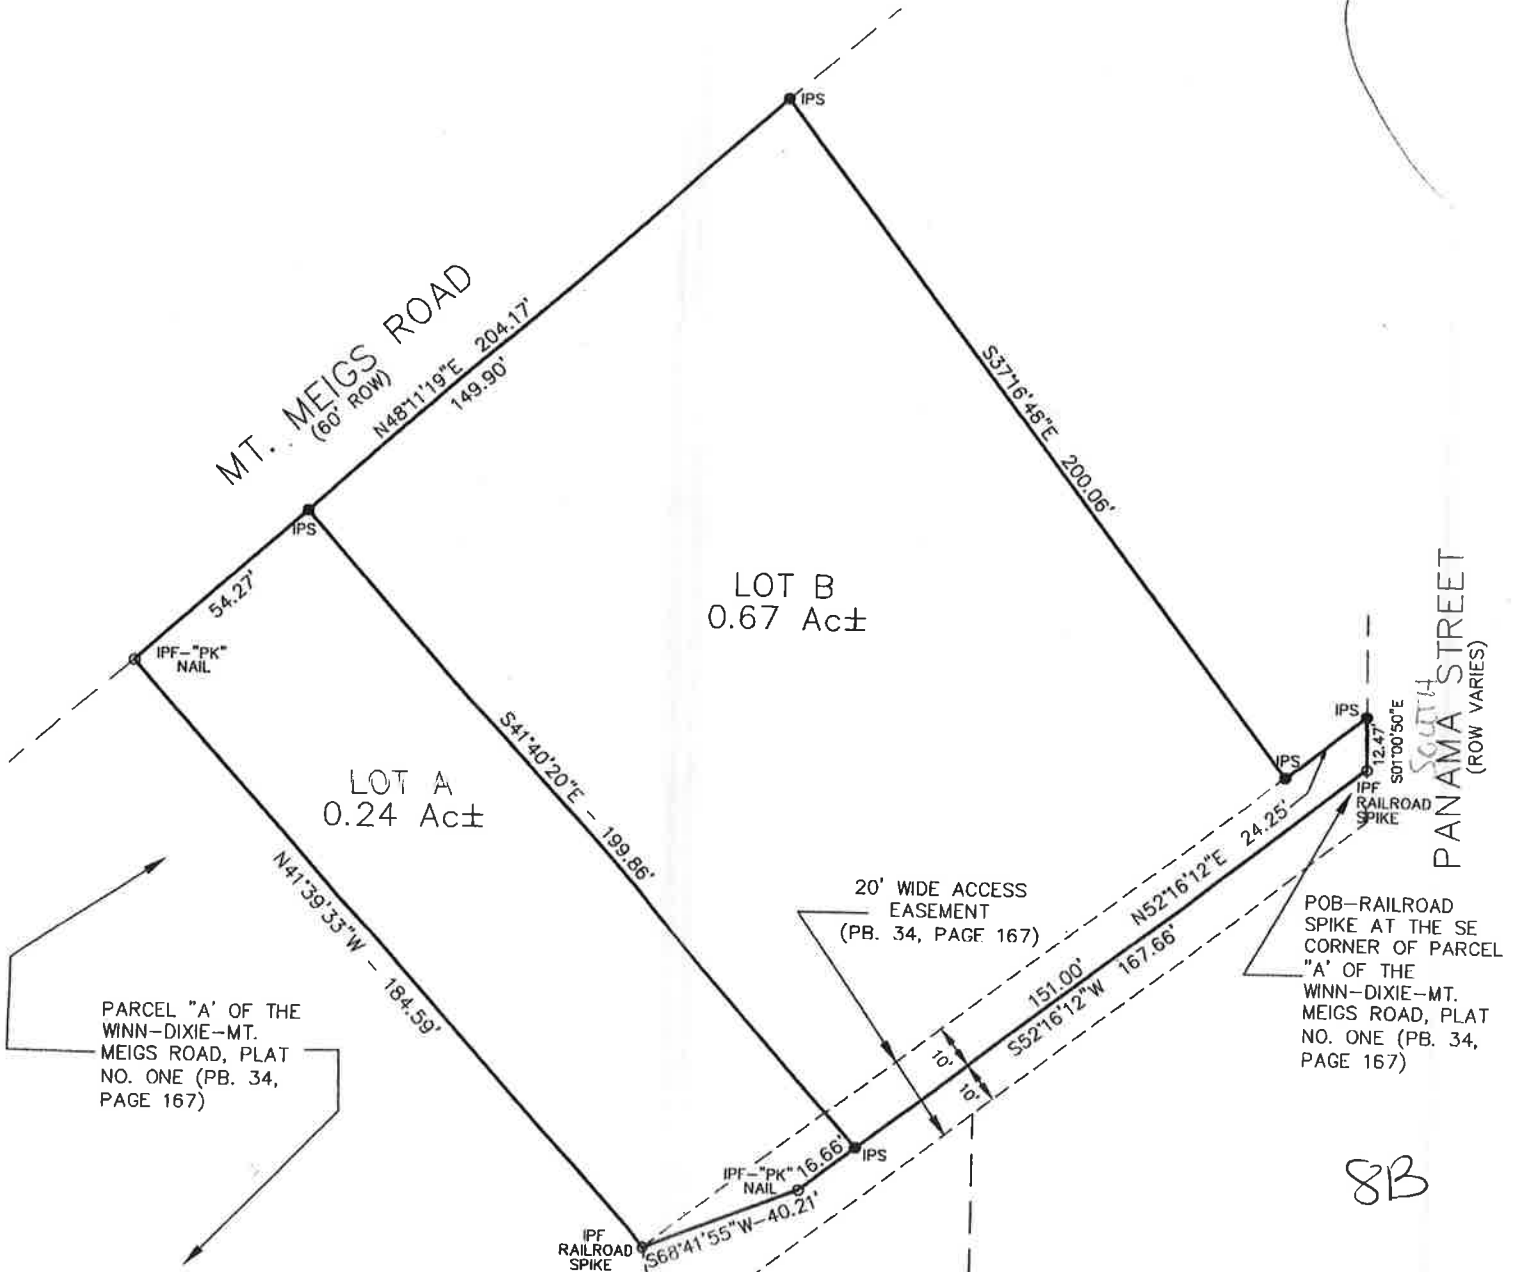 IPS
MT. MEIGS ROAD
(60' ROW)
N48°11'19"E 204.17'
149.90'
S37°16'48"E 200.06'
IPS
54.27'
IPF-"PK"
NAIL
LOT B
0.67 Ac±
S41°40'20"E - 199.86'
LOT A
0.24 Ac±
N41°39'33"W - 184.59'
IPS
IPS
12.47'
S01°00'50"E
SOUTH
PANAMA STREET
(ROW VARIES)
IPF
RAILROAD
SPIKE
N52°16'12"E 24.25'
20' WIDE ACCESS
EASEMENT
(PB. 34, PAGE 167)
151.00'
S52°16'12"W 167.66'
10'
10'
POB-RAILROAD
SPIKE AT THE SE
CORNER OF PARCEL
"A' OF THE
WINN-DIXIE-MT.
MEIGS ROAD, PLAT
NO. ONE (PB. 34,
PAGE 167)
PARCEL "A' OF THE
WINN-DIXIE-MT.
MEIGS ROAD, PLAT
NO. ONE (PB. 34,
PAGE 167)
IPS
16.66'
IPF-"PK"
NAIL
S68°41'55"W-40.21'
IPF
RAILROAD
SPIKE
8B